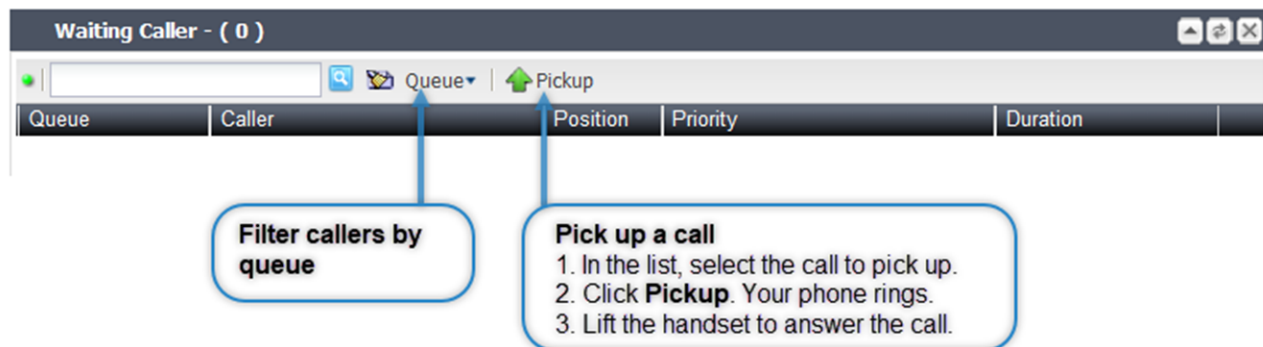 Waiting Caller - ( 0 )
Queue Pickup
Queue Caller Position Priority Duration
Filter callers by
queue
Pick up a call
1. In the list, select the call to pick up.
2. Click Pickup. Your phone rings.
3. Lift the handset to answer the call.